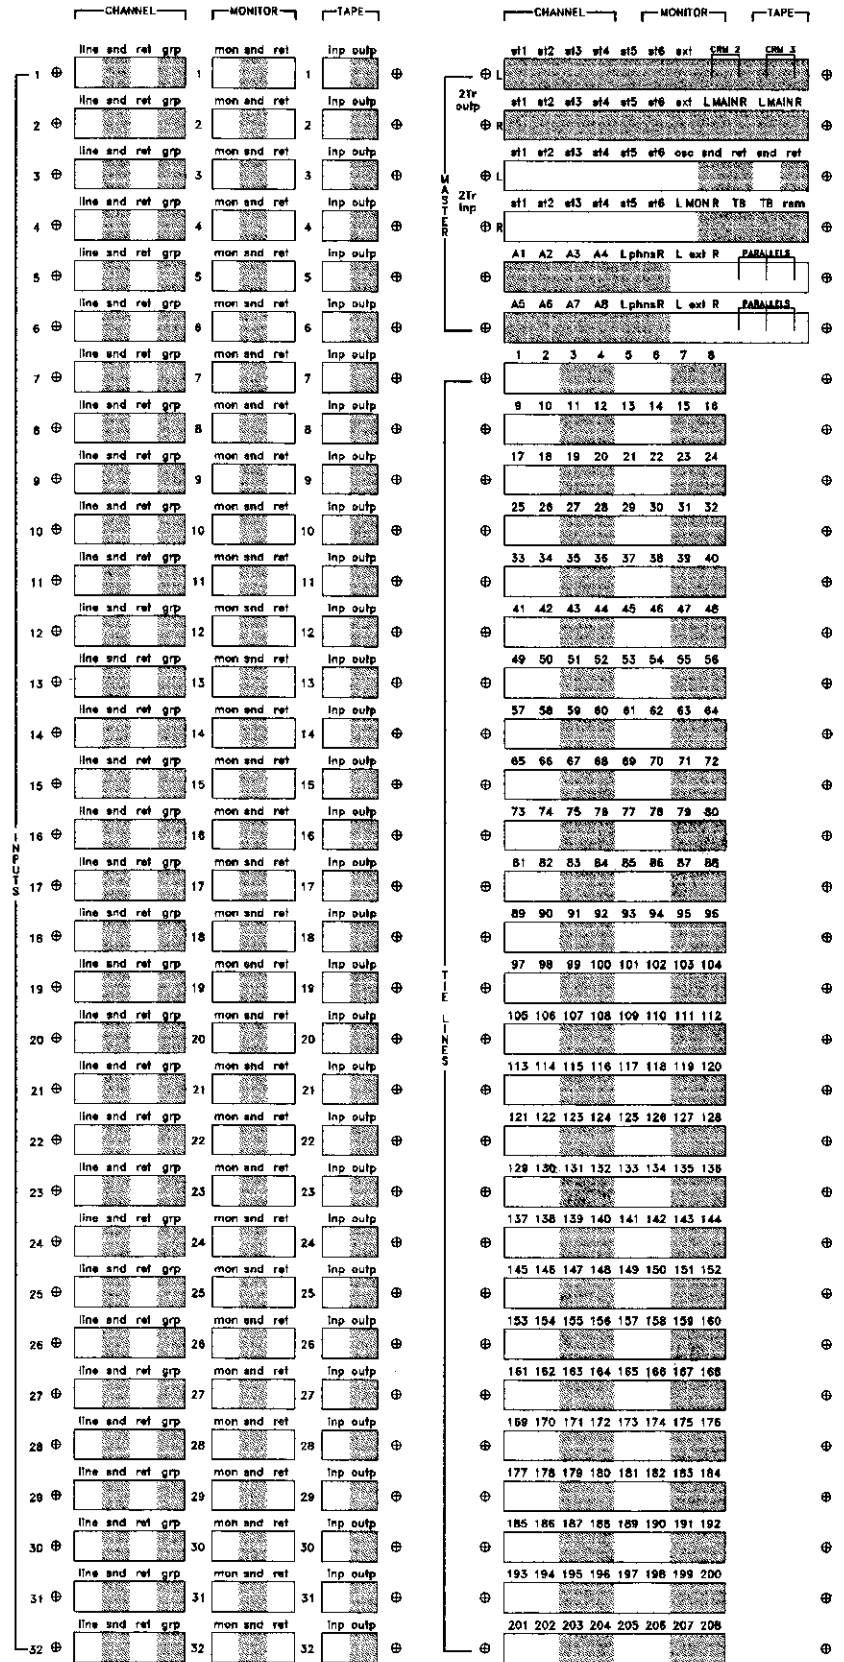 CHANNEL MONITOR TAPE CHANNEL MONITOR TAPE
line snd ret grp mon snd ret inp outp st1 st2 st3 st4 st5 st6 ext CRM 2 CRM 3
1 1 1 L
2Tr outp
line snd ret grp mon snd ret inp outp st1 st2 st3 st4 st5 st6 ext L MAIN R L MAIN R
2 2 2 R
line snd ret grp mon snd ret inp outp st1 st2 st3 st4 st5 st6 osc snd ret snd ret
3 3 3 L
MASTER
2Tr inp
line snd ret grp mon snd ret inp outp st1 st2 st3 st4 st5 st6 L MON R TB TB rem
4 4 4 R
line snd ret grp mon snd ret inp outp A1 A2 A3 A4 L phns R L ext R PARALLELS
5 5 5
line snd ret grp mon snd ret inp outp A5 A6 A7 A8 L phns R L ext R PARALLELS
6 6 6
line snd ret grp mon snd ret inp outp 1 2 3 4 5 6 7 8
7 7 7
line snd ret grp mon snd ret inp outp 9 10 11 12 13 14 15 16
8 8 8
line snd ret grp mon snd ret inp outp 17 18 19 20 21 22 23 24
9 9 9
line snd ret grp mon snd ret inp outp 25 26 27 28 29 30 31 32
10 10 10
line snd ret grp mon snd ret inp outp 33 34 35 36 37 38 39 40
11 11 11
line snd ret grp mon snd ret inp outp 41 42 43 44 45 46 47 48
12 12 12
line snd ret grp mon snd ret inp outp 49 50 51 52 53 54 55 56
13 13 13
line snd ret grp mon snd ret inp outp 57 58 59 60 61 62 63 64
14 14 14
line snd ret grp mon snd ret inp outp 65 66 67 68 69 70 71 72
15 15 15
line snd ret grp mon snd ret inp outp 73 74 75 76 77 78 79 80
16 16 16
INPUTS
line snd ret grp mon snd ret inp outp 81 82 83 84 85 86 87 88
17 17 17
line snd ret grp mon snd ret inp outp 89 90 91 92 93 94 95 96
18 18 18
line snd ret grp mon snd ret inp outp 97 98 99 100 101 102 103 104
19 19 19
TIE LINES
line snd ret grp mon snd ret inp outp 105 106 107 108 109 110 111 112
20 20 20
line snd ret grp mon snd ret inp outp 113 114 115 116 117 118 119 120
21 21 21
line snd ret grp mon snd ret inp outp 121 122 123 124 125 126 127 128
22 22 22
line snd ret grp mon snd ret inp outp 129 130 131 132 133 134 135 136
23 23 23
line snd ret grp mon snd ret inp outp 137 138 139 140 141 142 143 144
24 24 24
line snd ret grp mon snd ret inp outp 145 146 147 148 149 150 151 152
25 25 25
line snd ret grp mon snd ret inp outp 153 154 155 156 157 158 159 160
26 26 26
line snd ret grp mon snd ret inp outp 161 162 163 164 165 166 167 168
27 27 27
line snd ret grp mon snd ret inp outp 169 170 171 172 173 174 175 176
28 28 28
line snd ret grp mon snd ret inp outp 177 178 179 180 181 182 183 184
29 29 29
line snd ret grp mon snd ret inp outp 185 186 187 188 189 190 191 192
30 30 30
line snd ret grp mon snd ret inp outp 193 194 195 196 197 198 199 200
31 31 31
line snd ret grp mon snd ret inp outp 201 202 203 204 205 206 207 208
32 32 32